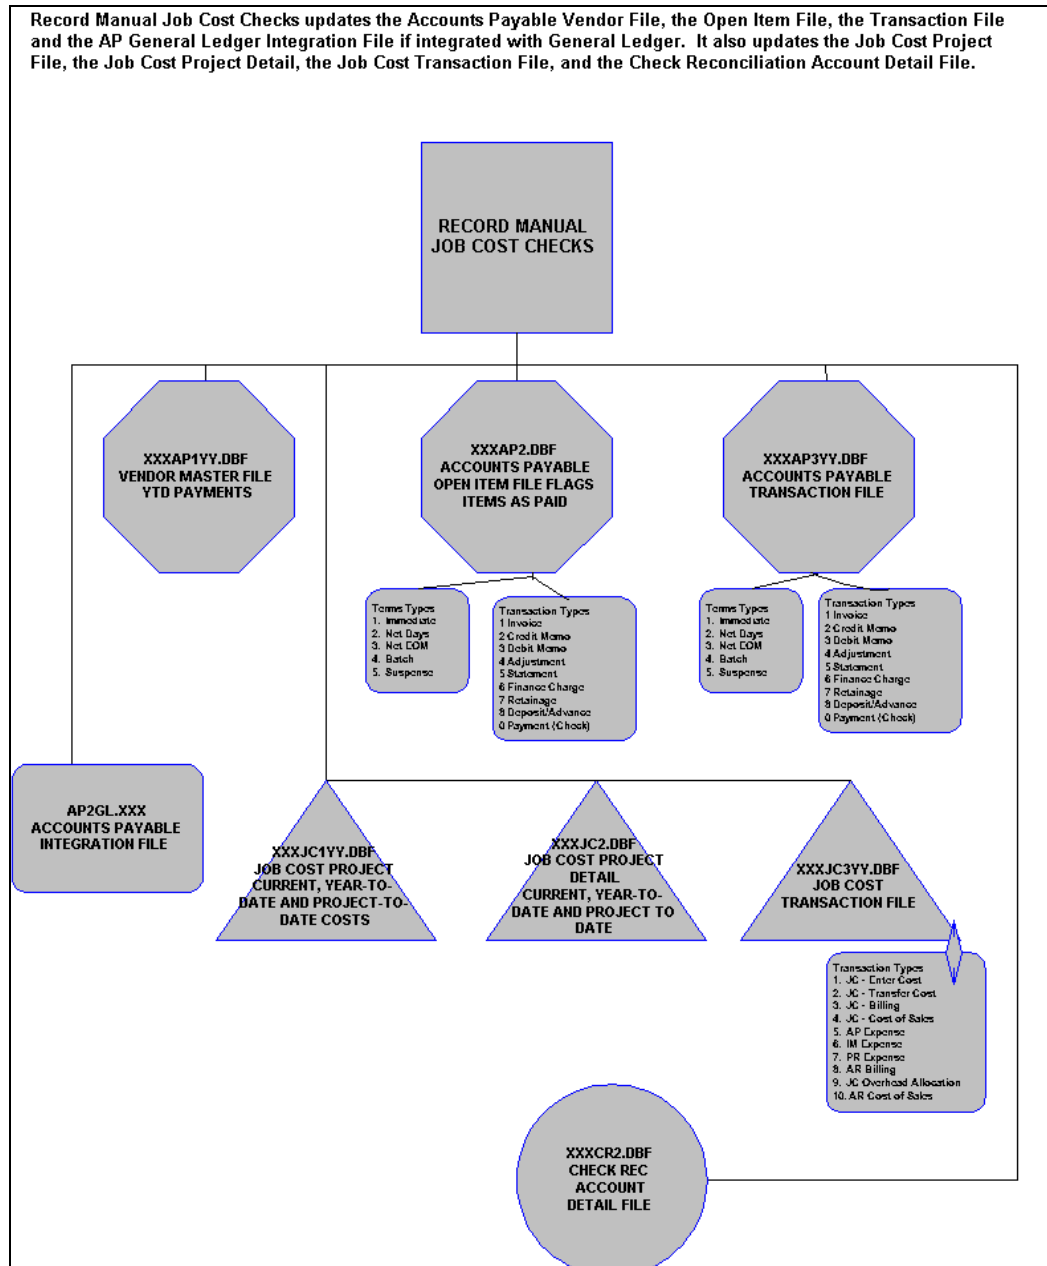 Record Manual Job Cost Checks updates the Accounts Payable Vendor File, the Open Item File, the Transaction File
and the AP General Ledger Integration File if integrated with General Ledger.  It also updates the Job Cost Project
File, the Job Cost Project Detail, the Job Cost Transaction File, and the Check Reconciliation Account Detail File.
RECORD MANUAL
JOB COST CHECKS
XXXAP1YY.DBF
VENDOR MASTER FILE
YTD PAYMENTS
XXXAP2.DBF
ACCOUNTS PAYABLE
OPEN ITEM FILE FLAGS
ITEMS AS PAID
XXXAP3YY.DBF
ACCOUNTS PAYABLE
TRANSACTION FILE
Terms Types
1. Immediate
2. Net Days
3. Net EOM
4. Batch
5. Suspense
Transaction Types
1 Invoice
2 Credit Memo
3 Debit Memo
4 Adjustment
5 Statement
6 Finance Charge
7 Retainage
8 Deposit/Advance
0 Payment (Check)
Terms Types
1. Immediate
2. Net Days
3. Net EOM
4. Batch
5. Suspense
Transaction Types
1 Invoice
2 Credit Memo
3 Debit Memo
4 Adjustment
5 Statement
6 Finance Charge
7 Retainage
8 Deposit/Advance
0 Payment (Check)
AP2GL.XXX
ACCOUNTS PAYABLE
INTEGRATION FILE
XXXJC1YY.DBF
JOB COST PROJECT
CURRENT, YEAR-TO-
DATE AND PROJECT-TO-
DATE COSTS
XXXJC2.DBF
JOB COST PROJECT
DETAIL
CURRENT, YEAR-TO-
DATE AND PROJECT TO
DATE
XXXJC3YY.DBF
JOB COST
TRANSACTION FILE
Transaction Types
1. JC - Enter Cost
2. JC - Transfer Cost
3. JC - Billing
4. JC - Cost of Sales
5. AP Expense
6. IM Expense
7. PR Expense
8. AR Billing
9. JC Overhead Allocation
10. AR Cost of Sales
XXXCR2.DBF
CHECK REC
ACCOUNT
DETAIL FILE